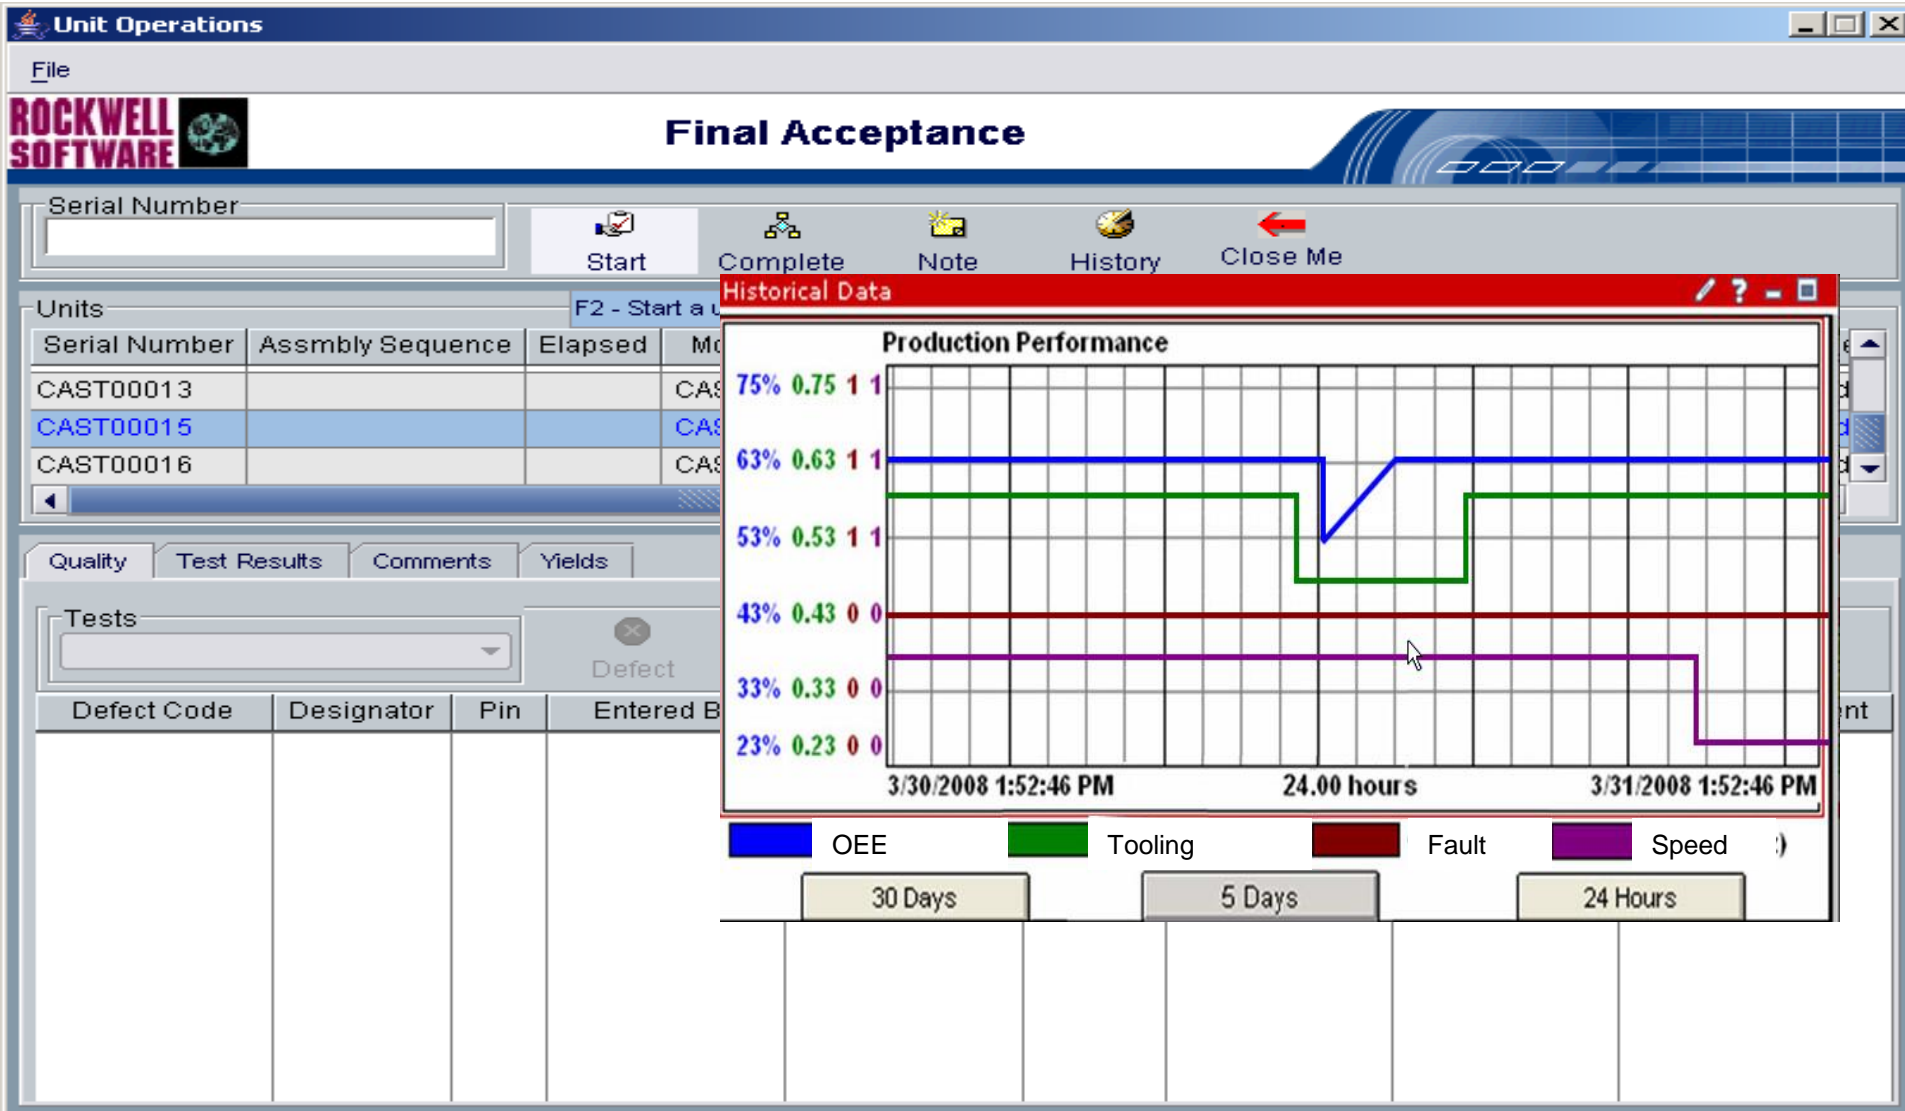 Unit Operations
File
ROCKWELL
SOFTWARE
Final Acceptance
Serial Number
Start Complete Note History Close Me
Units F2 - Start a
Historical Data ?
Serial Number Assmbly Sequence Elapsed
CAST00013
CAST00015
CAST00016
Production Performance
75% 0.75 1 1
63% 0.63 1 1
53% 0.53 1 1
43% 0.43 0 0
33% 0.33 0 0
23% 0.23 0 0
3/30/2008 1:52:46 PM 24.00 hours 3/31/2008 1:52:46 PM
OEE Tooling Fault Speed )
30 Days 5 Days 24 Hours
Quality Test Results Comments Yields
Tests
Defect
Defect Code Designator Pin Entered B